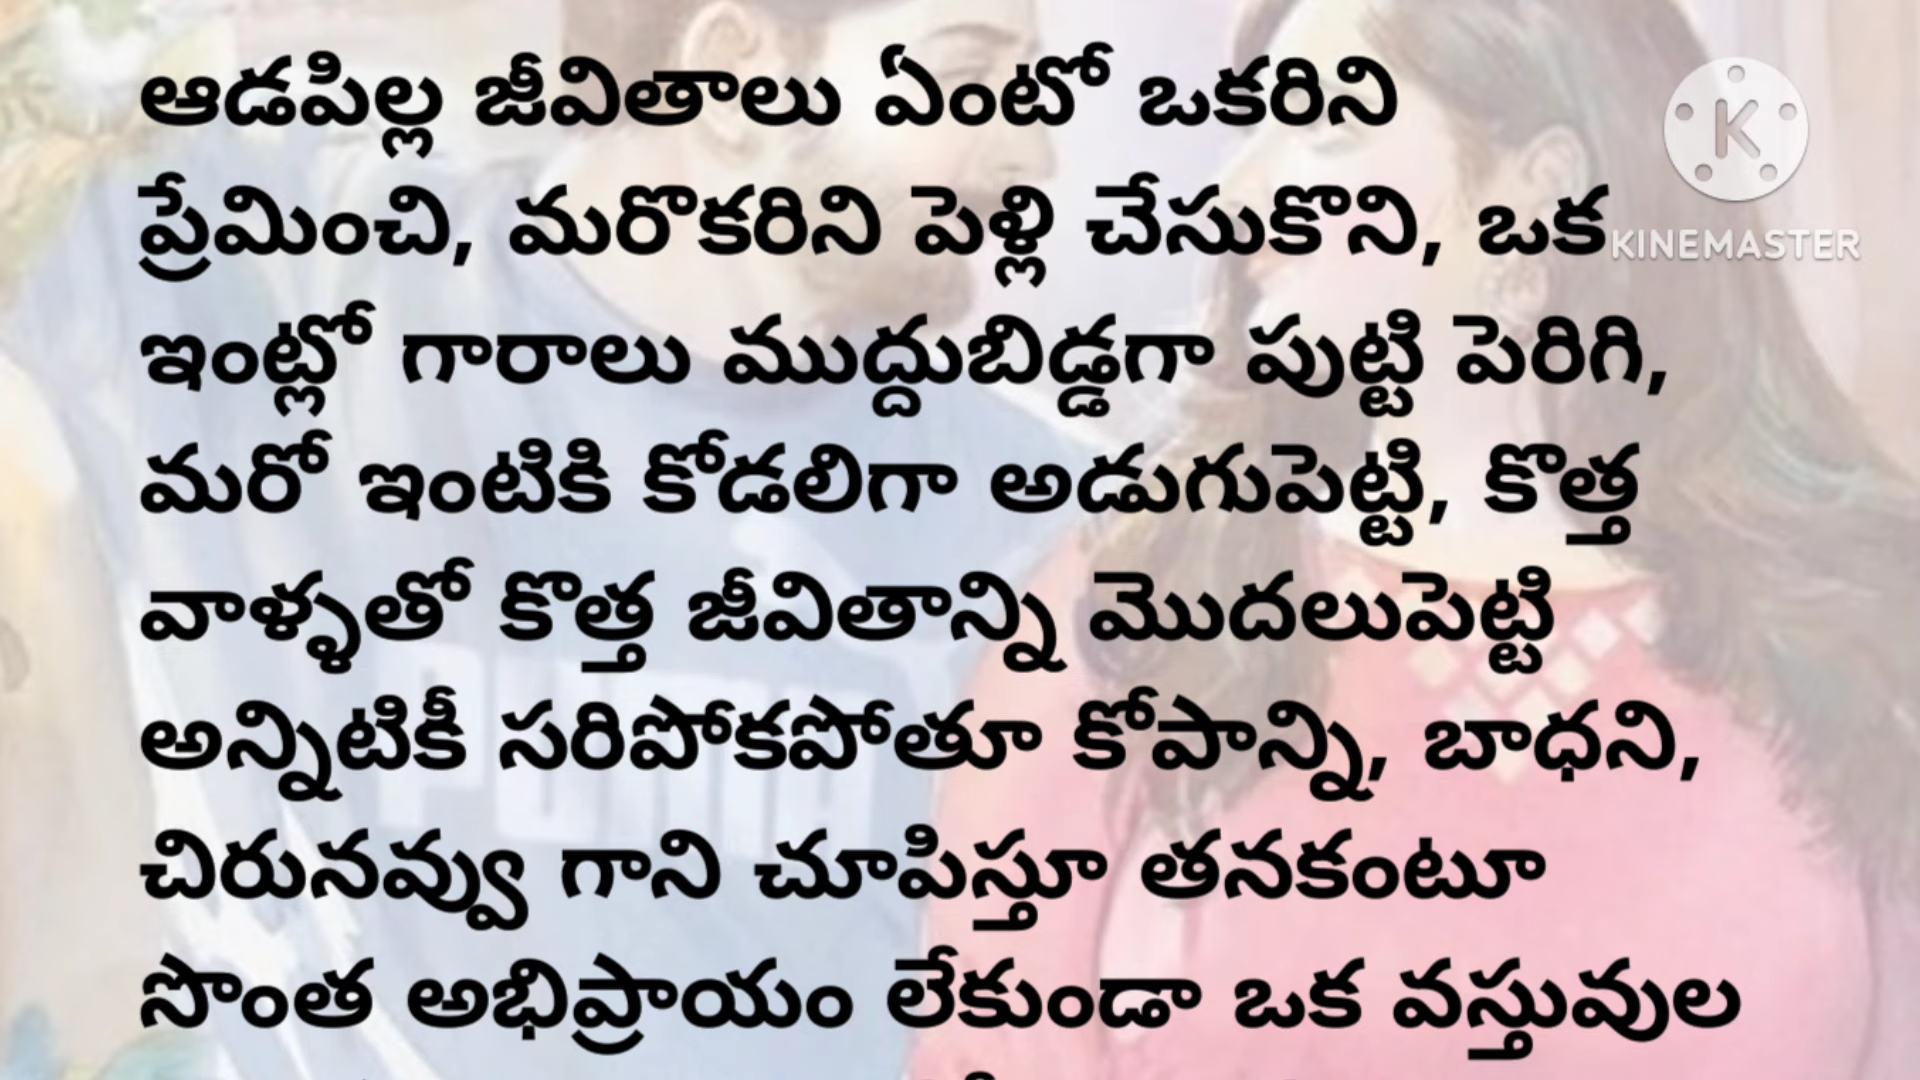 ఆడపిల్ల జీవితాలు ఏంటో ఒకరిని
ప్రేమించి, మరొకరిని పెళ్లి చేసుకొని, ఒక
KINEMASTER
ఇంట్లో గారాలు ముద్దుబిడ్డగా పుట్టి పెరిగి,
మరో ఇంటికి కోడలిగా అడుగుపెట్టి, కొత్త
వాళ్ళతో కొత్త జీవితాన్ని మొదలుపెట్టి
అన్నిటికీ సరిపోకపోతూ కోపాన్ని, బాధని,
చిరునవ్వు గాని చూపిస్తూ తనకంటూ
సొంత అభిప్రాయం లేకుండా ఒక వస్తువుల